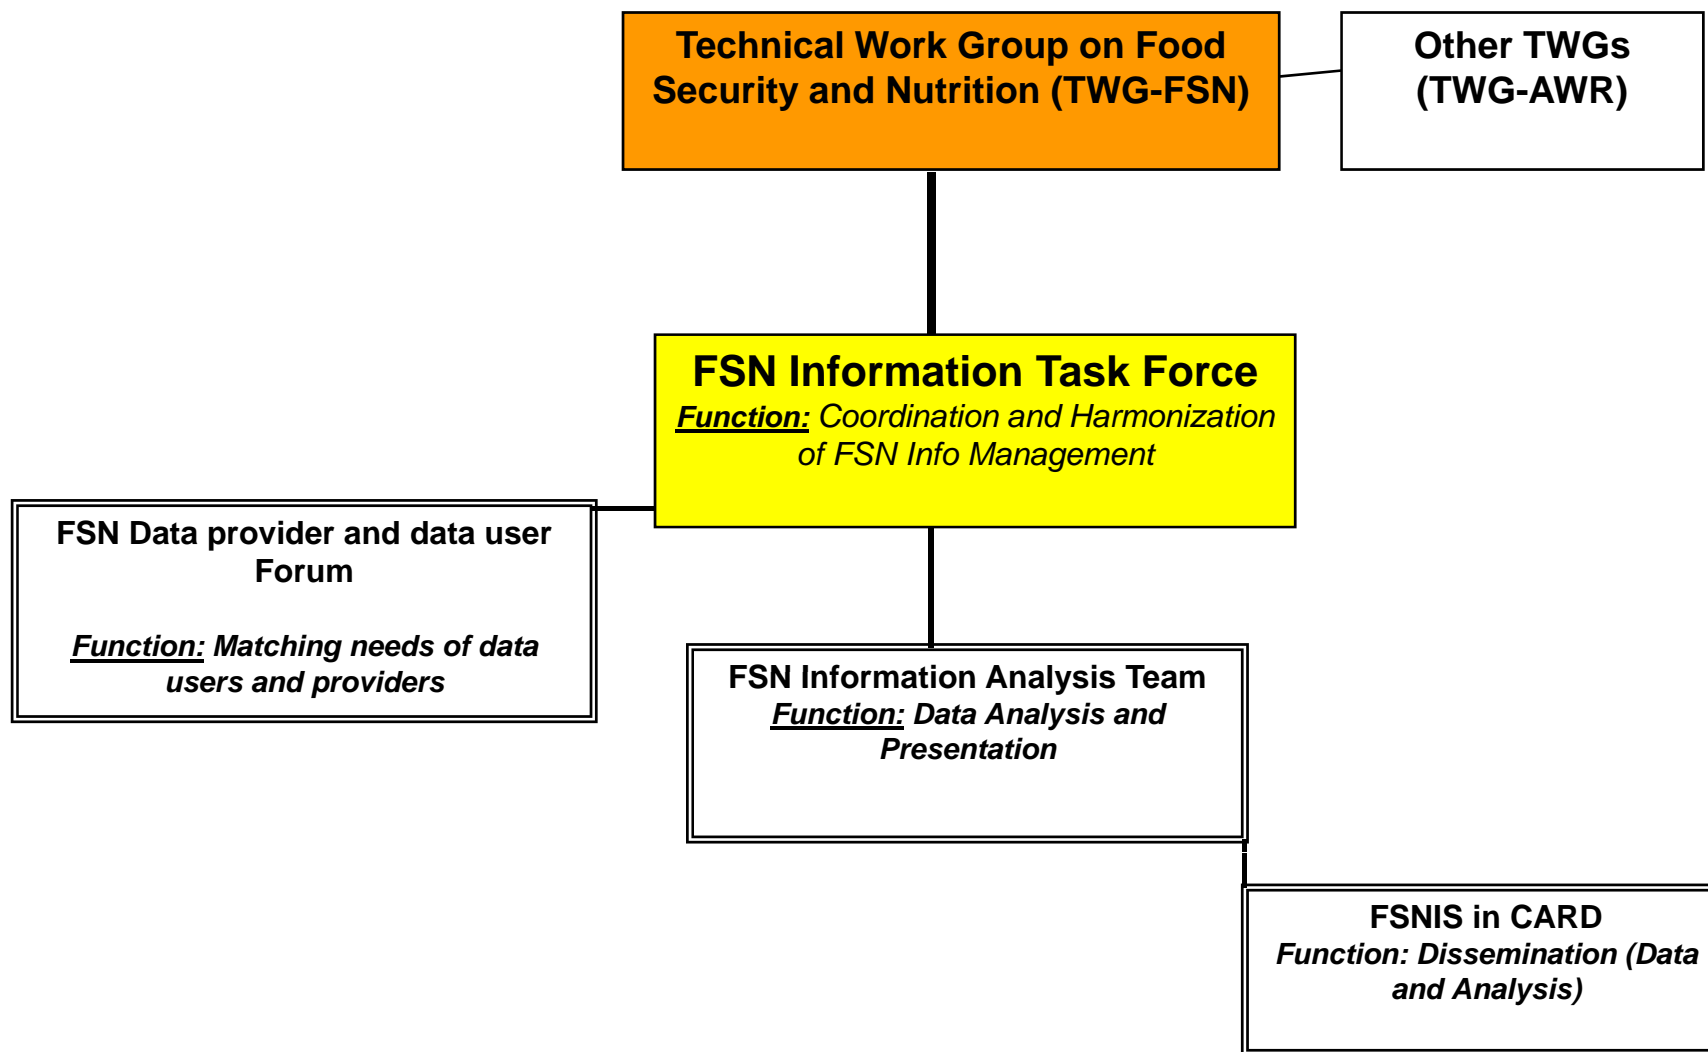 Technical Work Group on Food
Security and Nutrition (TWG-FSN)
Other TWGs
(TWG-AWR)
FSN Information Task Force
Function: Coordination and Harmonization
of FSN Info Management
FSN Data provider and data user
Forum
Function: Matching needs of data
users and providers
FSN Information Analysis Team
Function: Data Analysis and
Presentation
FSNIS in CARD
Function: Dissemination (Data
and Analysis)